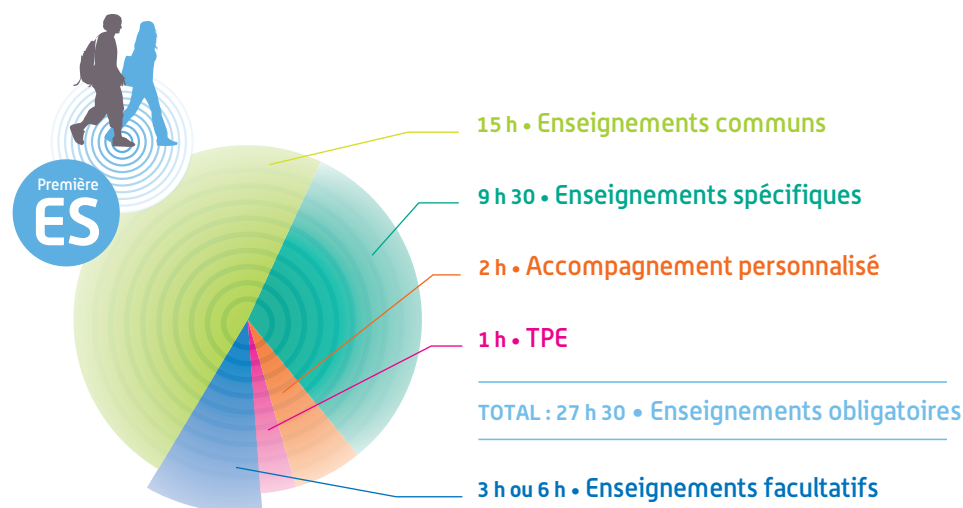 Première
ES
15 h • Enseignements communs
9 h 30 • Enseignements spécifiques
2 h • Accompagnement personnalisé
1 h • TPE
TOTAL : 27 h 30 • Enseignements obligatoires
3 h ou 6 h • Enseignements facultatifs